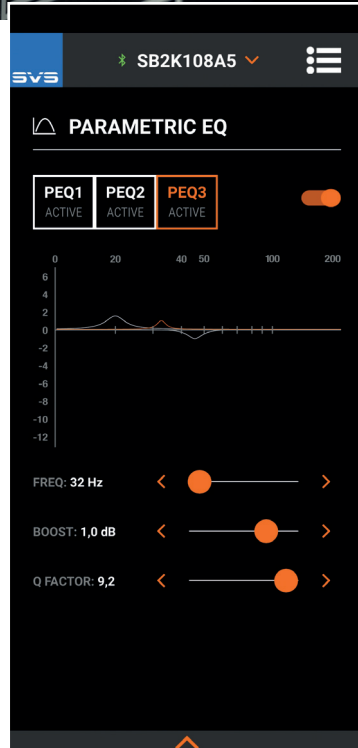 SVS
SB2K108A5
PARAMETRIC EQ
PEQ1 PEQ2 PEQ3
ACTIVE ACTIVE ACTIVE
0 20 40 50 100 200
6
4
2
0
-2
-4
-6
-8
-10
-12
FREQ: 32 Hz
BOOST: 1,0 dB
Q FACTOR: 9,2